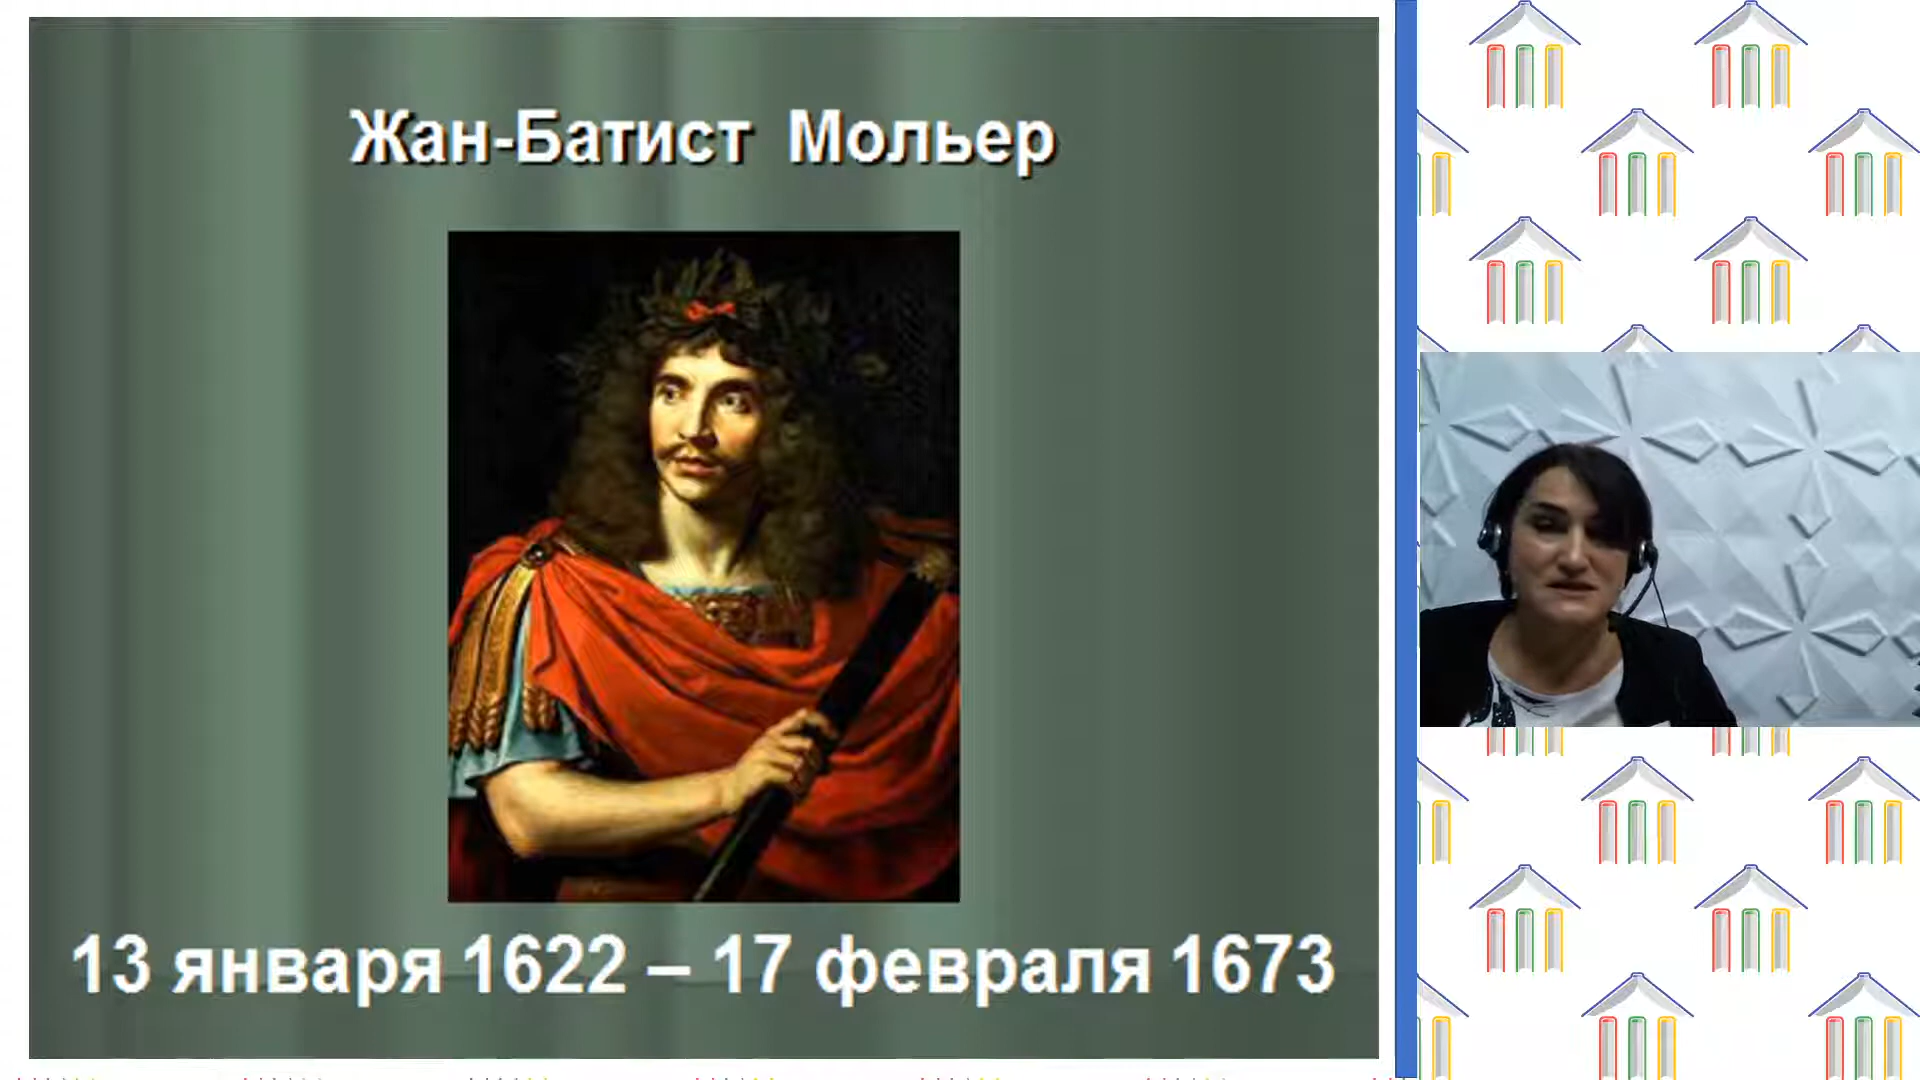 Жан-Батист Мольер
13 января 1622 – 17 февраля 1673